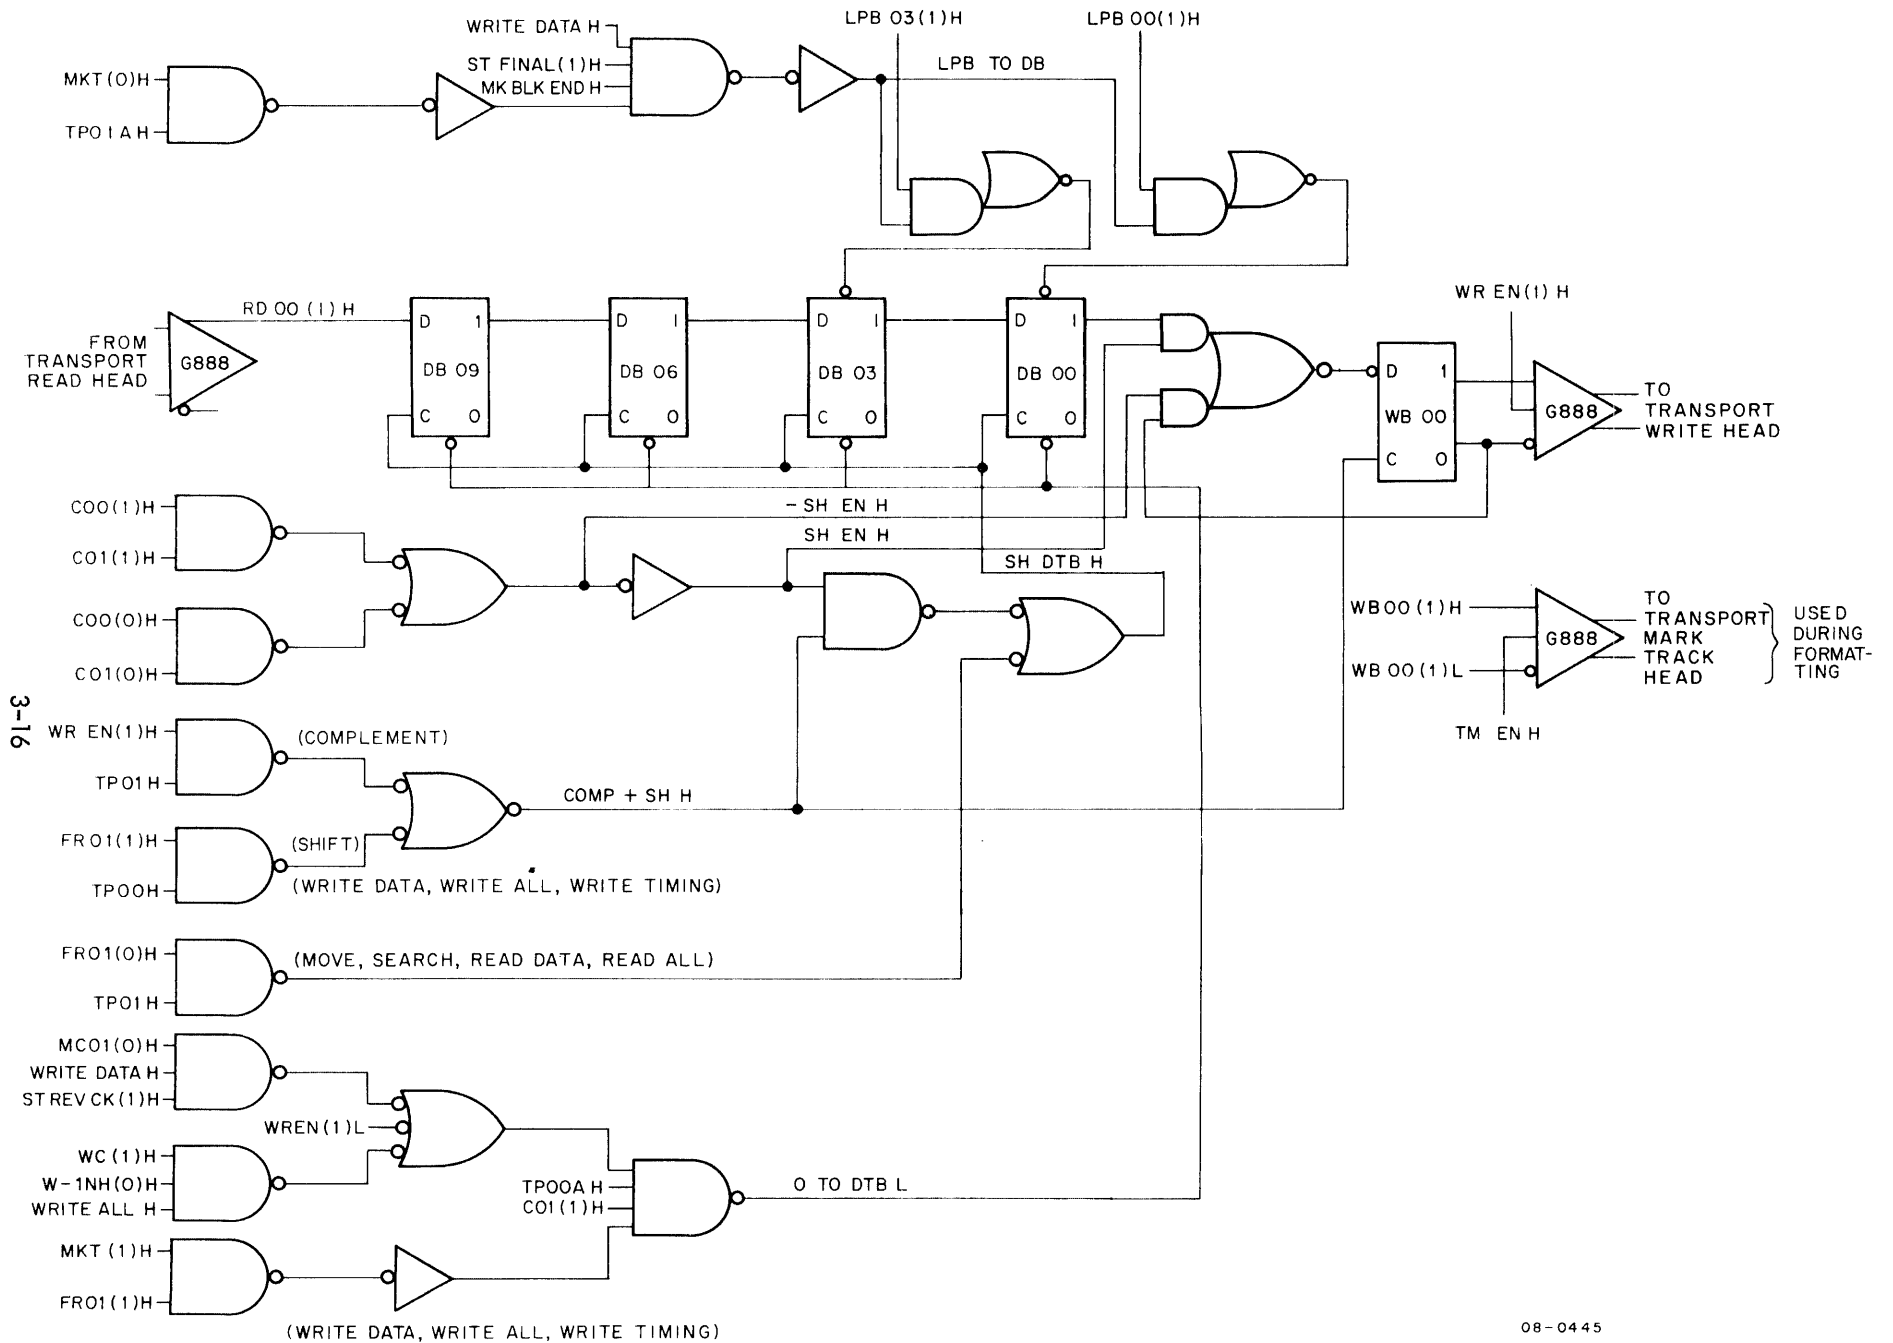 WRITE DATA H
ST FINAL(1)H
MK BLK END H
MKT(0)H
TP01A H
LPB 03(1)H
LPB 00(1)H
LPB TO DB
RD 00 (1) H
FROM
TRANSPORT
READ HEAD
G888
D 1
DB 09
C 0
D 1
DB 06
C 0
D 1
DB 03
C 0
D 1
DB 00
C 0
WR EN(1) H
D 1
WB 00
C 0
G888
TO
TRANSPORT
WRITE HEAD
C00(1)H
C01(1)H
C00(0)H
C01(0)H
- SH EN H
SH EN H
SH DTB H
WB00(1)H
WB 00(1)L
G888
TM EN H
TO
TRANSPORT
MARK
TRACK
HEAD
USED
DURING
FORMAT-
TING
3-16
WR EN(1)H
TP01H
(COMPLEMENT)
FR01(1)H
TP00H
(SHIFT)
(WRITE DATA, WRITE ALL, WRITE TIMING)
COMP + SH H
FR01(0)H
TP01H
(MOVE, SEARCH, READ DATA, READ ALL)
MC01(0)H
WRITE DATA H
ST REV CK(1)H
WREN(1)L
WC (1)H
W-1NH(0)H
WRITE ALL H
TP00A H
C01(1)H
0 TO DTB L
MKT (1)H
FR01(1)H
(WRITE DATA, WRITE ALL, WRITE TIMING)
08-0445